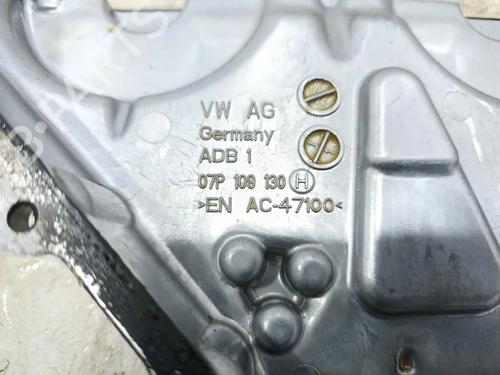 VW AG
Germany
ADB 1
07P 109 130 H
>EN AC-47100<